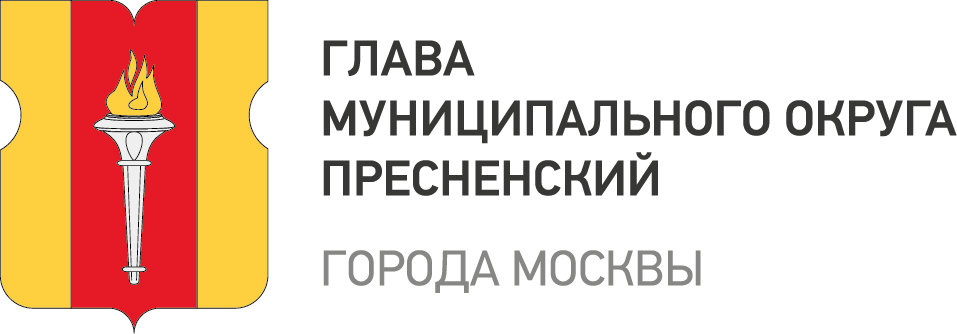 ГЛАВА
МУНИЦИПАЛЬНОГО ОКРУГА
ПРЕСНЕНСКИЙ
ГОРОДА МОСКВЫ